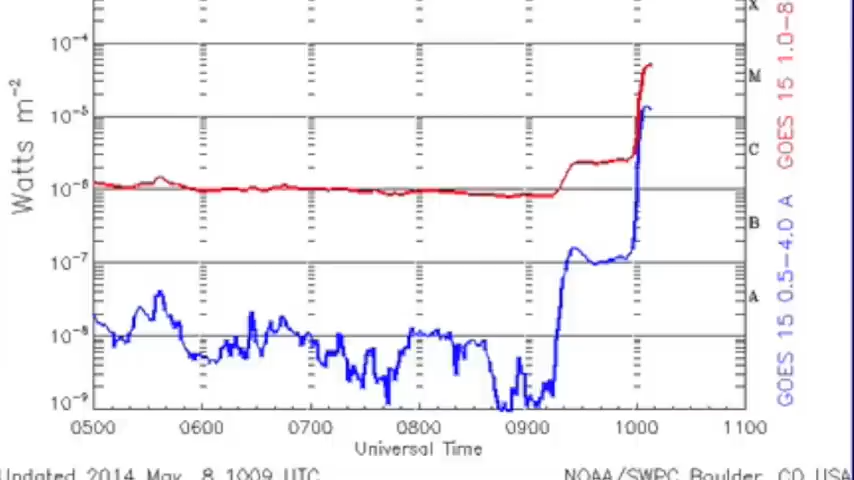 X
10⁻⁴
M
10⁻⁵
C
10⁻⁶
B
10⁻⁷
A
10⁻⁸
10⁻⁹
Watts m⁻²
GOES 15 1.0-8
GOES 15 0.5-4.0 A
0500 0600 0700 0800 0900 1000 1100
Universal Time
Updated 2014 May 8 1009 UTC
NOAA/SWPC Boulder, CO USA